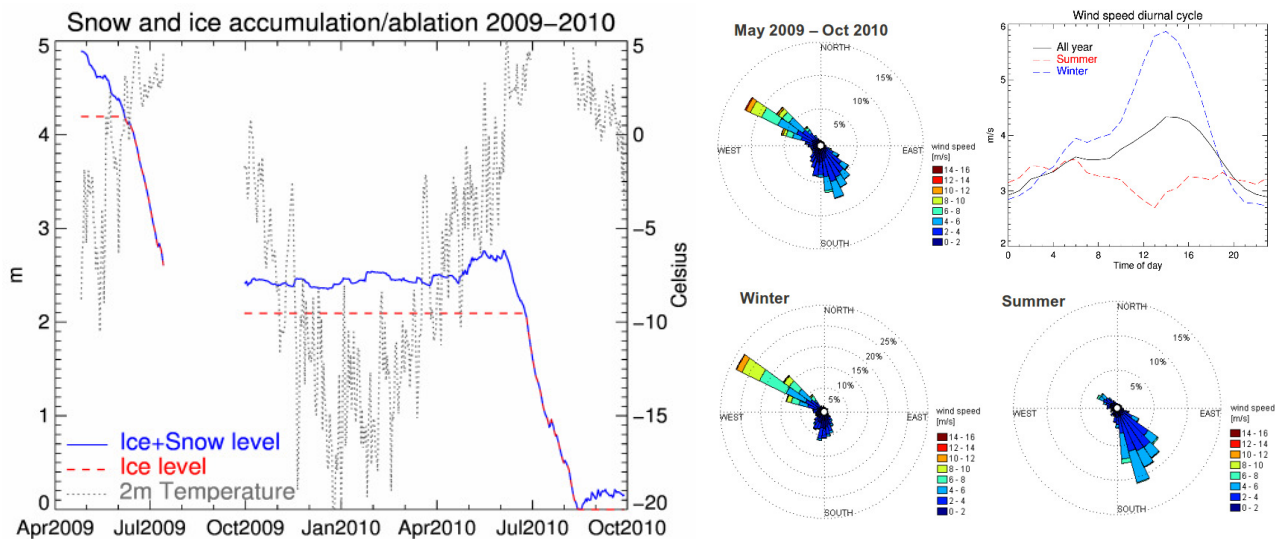 Snow and ice accumulation/ablation 2009–2010
5
4
3
2
1
0
m
5
0
−5
−10
−15
−20
Celsius
Ice+Snow level
Ice level
2m Temperature
Apr2009 Jul2009 Oct2009 Jan2010 Apr2010 Jul2010 Oct2010
May 2009 – Oct 2010
NORTH
15%
10%
5%
WEST
EAST
SOUTH
wind speed
[m/s]
14 - 16
12 - 14
10 - 12
8 - 10
6 - 8
4 - 6
2 - 4
0 - 2
Wind speed diurnal cycle
6
5
4
3
2
m/s
All year
Summer
Winter
0 4 8 12 16 20
Time of day
Winter
NORTH
25%
20%
15%
10%
5%
WEST
EAST
SOUTH
wind speed
[m/s]
14 - 16
12 - 14
10 - 12
8 - 10
6 - 8
4 - 6
2 - 4
0 - 2
Summer
NORTH
15%
10%
5%
WEST
EAST
SOUTH
wind speed
[m/s]
14 - 16
12 - 14
10 - 12
8 - 10
6 - 8
4 - 6
2 - 4
0 - 2